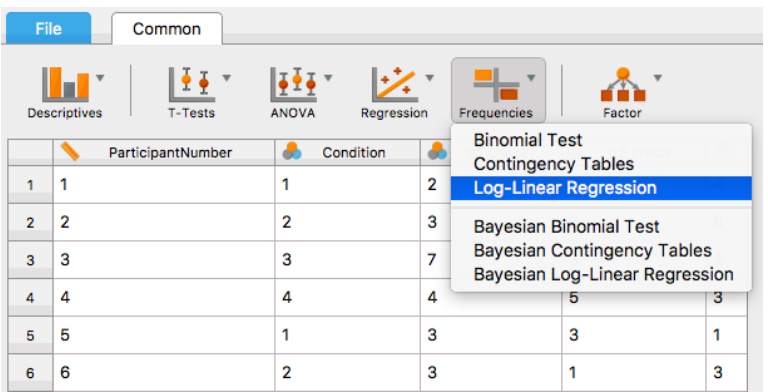 File Common
Descriptives T-Tests ANOVA Regression Frequencies Factor
Binomial Test
Contingency Tables
Log-Linear Regression
Bayesian Binomial Test
Bayesian Contingency Tables
Bayesian Log-Linear Regression
ParticipantNumber Condition
1 1 1 2
2 2 2 3
3 3 3 7
4 4 4 4 5 3
5 5 1 3 3 1
6 6 2 3 1 3